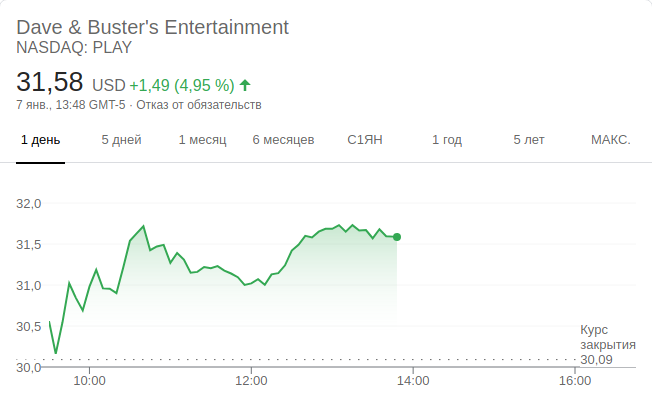 Dave & Buster's Entertainment
NASDAQ: PLAY
31,58 USD +1,49 (4,95 %)
7 янв., 13:48 GMT-5 · Отказ от обязательств
1 день 5 дней 1 месяц 6 месяцев С1ЯН 1 год 5 лет МАКС.
32,0
31,5
31,0
30,5
30,0
Курс
закрытия
30,09
10:00 12:00 14:00 16:00